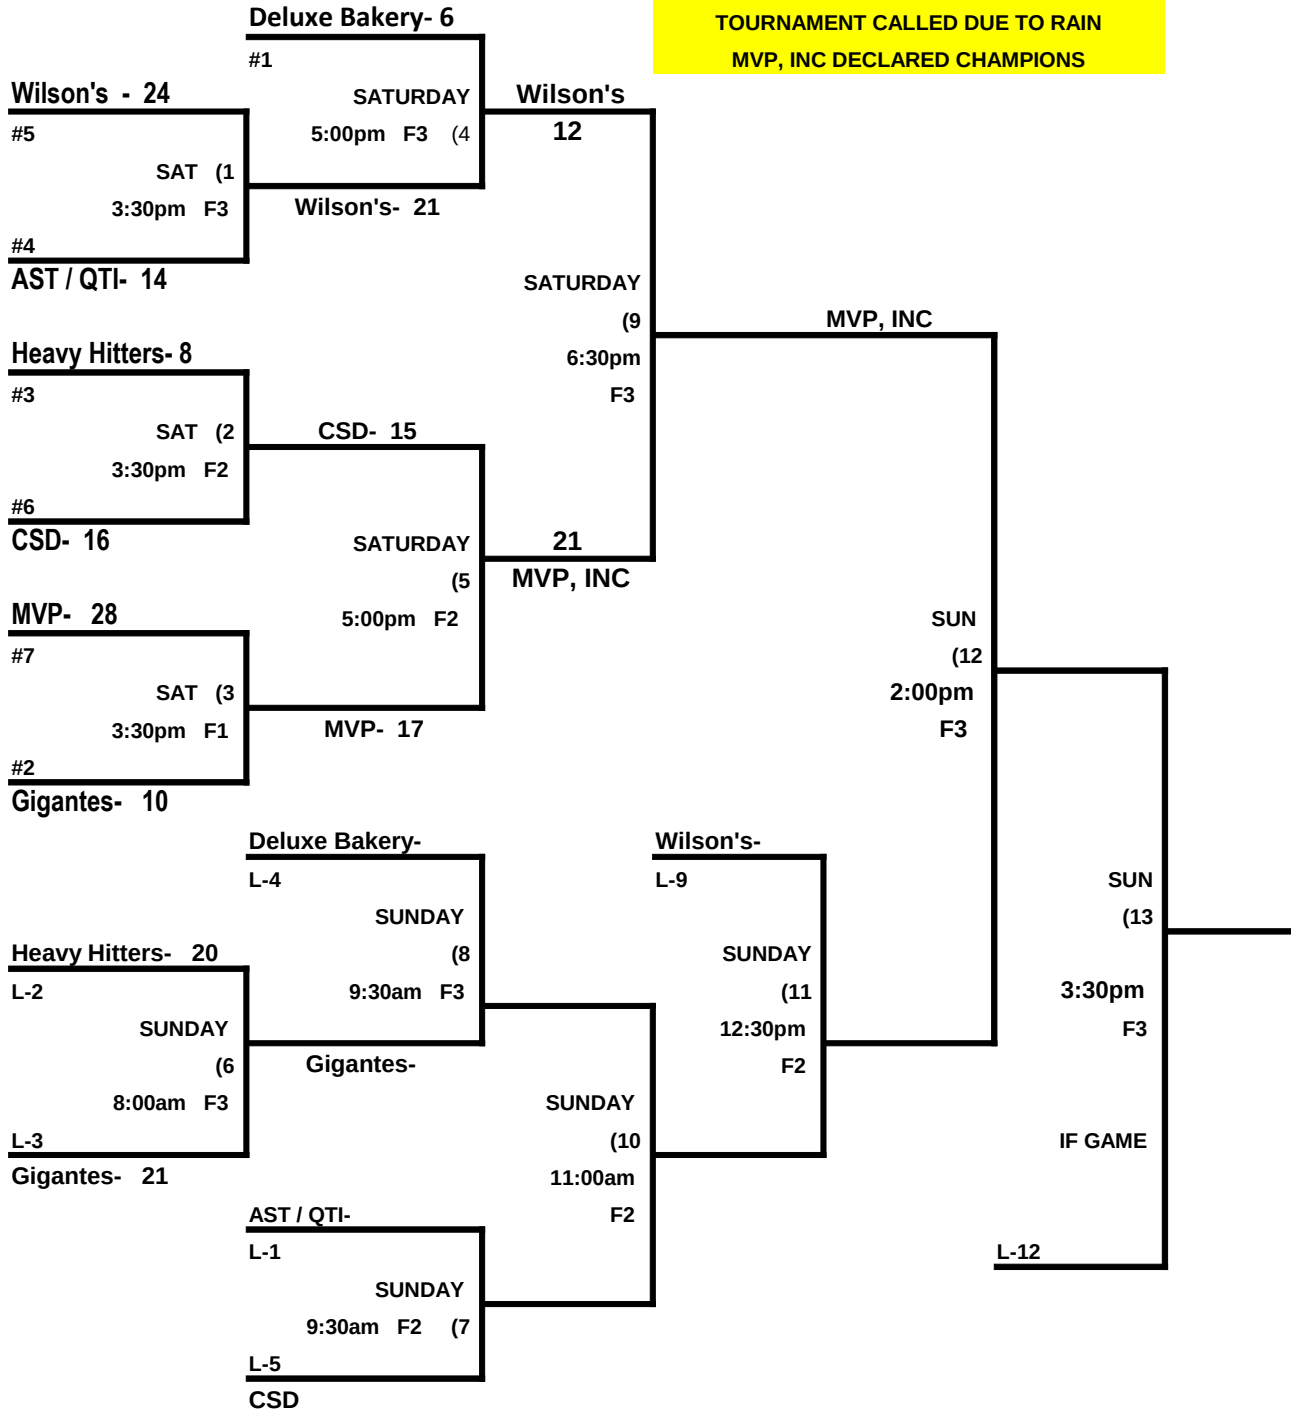 Deluxe Bakery- 6
TOURNAMENT CALLED DUE TO RAIN
MVP, INC DECLARED CHAMPIONS
#1
Wilson's - 24
SATURDAY
Wilson's
#5
5:00pm F3 (4
12
SAT (1
3:30pm F3
Wilson's- 21
#4
AST / QTI- 14
SATURDAY
(9
MVP, INC
6:30pm
F3
Heavy Hitters- 8
#3
SAT (2
CSD- 15
3:30pm F2
#6
CSD- 16
SATURDAY
21
(5
MVP, INC
5:00pm F2
MVP- 28
#7
SAT (3
3:30pm F1
MVP- 17
#2
Gigantes- 10
SUN
(12
2:00pm
F3
Deluxe Bakery-
Wilson's-
L-4
L-9
SUN
SUNDAY
(13
Heavy Hitters- 20
(8
SUNDAY
L-2
9:30am F3
(11
3:30pm
SUNDAY
12:30pm
F3
(6
Gigantes-
F2
8:00am F3
SUNDAY
L-3
(10
IF GAME
Gigantes- 21
11:00am
AST / QTI-
F2
L-1
L-12
SUNDAY
9:30am F2 (7
L-5
CSD